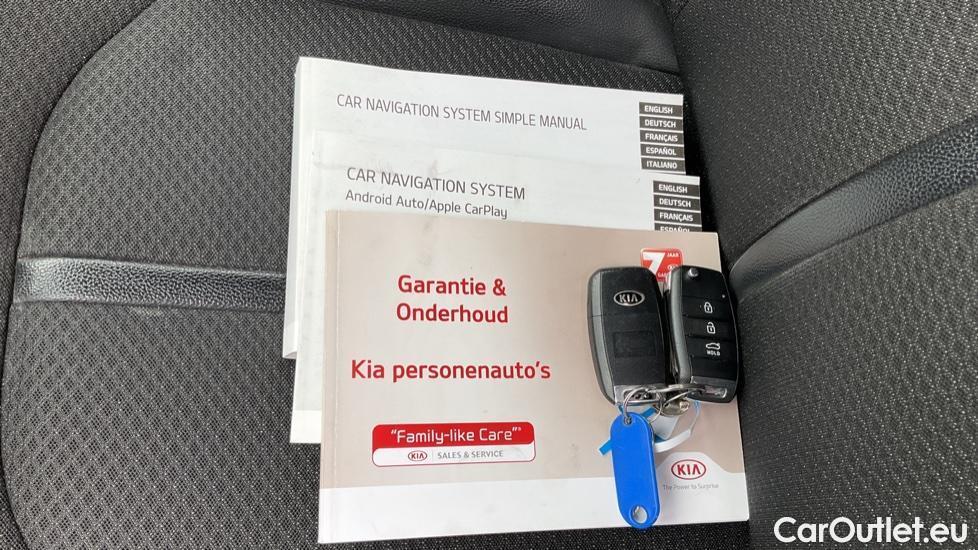 CAR NAVIGATION SYSTEM SIMPLE MANUAL
ENGLISH
DEUTSCH
FRANÇAIS
ESPAÑOL
ITALIANO
CAR NAVIGATION SYSTEM
Android Auto/Apple CarPlay
ENGLISH
DEUTSCH
FRANÇAIS
ESPAÑOL
7 JAAR
Garantie &
Onderhoud
Kia personenauto's
KIA
HOLD
"Family-like Care"®
KIA SALES & SERVICE
KIA
The Power to Surprise
CarOutlet.eu